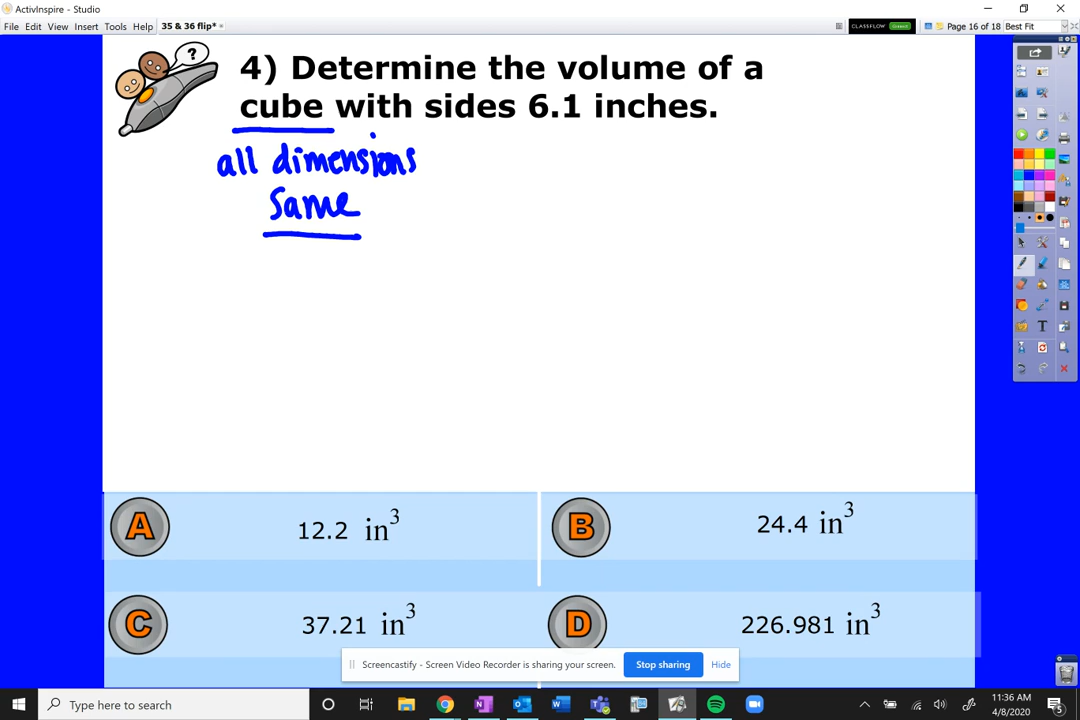 ActivInspire - Studio
File Edit View Insert Tools Help 35 & 36 flip*
CLASSFLOW Connect
Page 16 of 18 Best Fit
?
4) Determine the volume of a
cube with sides 6.1 inches.
all dimensions
Same
A 12.2 in³
B 24.4 in³
C 37.21 in³
D 226.981 in³
Screencastify - Screen Video Recorder is sharing your screen. Stop sharing Hide
Type here to search
11:36 AM
4/8/2020
5